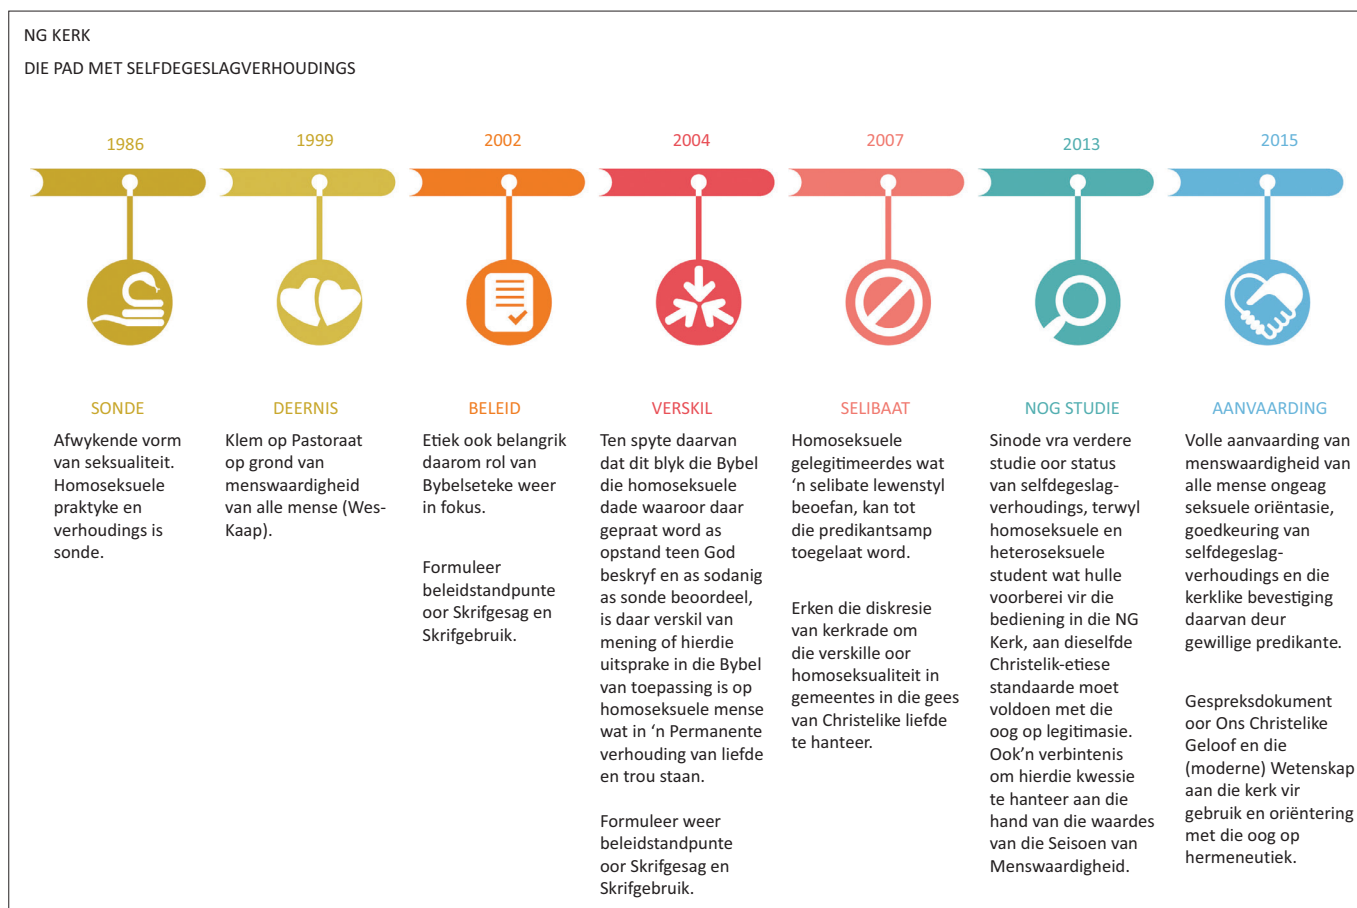 NG KERK
DIE PAD MET SELFDEGESLAGVERHOUDINGS
1986
SONDE
Afwykende vorm
van seksualiteit.
Homoseksuele
praktyke en
verhoudings is
sonde.
1999
DEERNIS
Klem op Pastoraat
op grond van
menswaardigheid
van alle mense (Wes-
Kaap).
2002
BELEID
Etiek ook belangrik
daarom rol van
Bybelseteke weer
in fokus.
Formuleer
beleidstandpunte
oor Skrifgesag en
Skrifgebruik.
2004
VERSKIL
Ten spyte daarvan
dat dit blyk die Bybel
die homoseksuele
dade waaroor daar
gepraat word as
opstand teen God
beskryf en as sodanig
as sonde beoordeel,
is daar verskil van
mening of hierdie
uitsprake in die Bybel
van toepassing is op
homoseksuele mense
wat in ‘n Permanente
verhouding van liefde
en trou staan.
Formuleer weer
beleidstandpunte
oor Skrifgesag en
Skrifgebruik.
2007
SELIBAAT
Homoseksuele
gelegitimeerdes wat
‘n selibate lewenstyl
beoefan, kan tot
die predikantsamp
toegelaat word.
Erken die diskresie
van kerkrade om
die verskille oor
homoseksualiteit in
gemeentes in die gees
van Christelike liefde
te hanteer.
2013
NOG STUDIE
Sinode vra verdere
studie oor status
van selfdegeslag-
verhoudings, terwyl
homoseksuele en
heteroseksuele
student wat hulle
voorberei vir die
bediening in die NG
Kerk, aan dieselfde
Christelik-etiese
standaarde moet
voldoen met die
oog op legitimasie.
Ook’n verbintenis
om hierdie kwessie
te hanteer aan die
hand van die waardes
van die Seisoen van
Menswaardigheid.
2015
AANVAARDING
Volle aanvaarding van
menswaardigheid van
alle mense ongeag
seksuele oriëntasie,
goedkeuring van
selfdegeslag-
verhoudings en die
kerklike bevestiging
daarvan deur
gewillige predikante.
Gespreksdokument
oor Ons Christelike
Geloof en die
(moderne) Wetenskap
aan die kerk vir
gebruik en oriëntering
met die oog op
hermeneutiek.